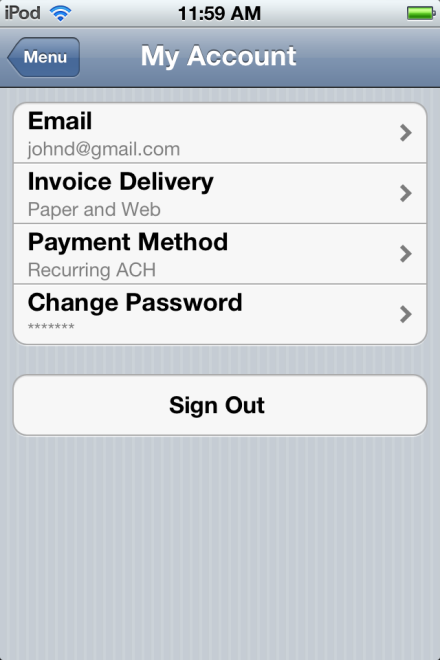 iPod 11:59 AM
Menu My Account
Email
johnd@gmail.com
Invoice Delivery
Paper and Web
Payment Method
Recurring ACH
Change Password
*******
Sign Out